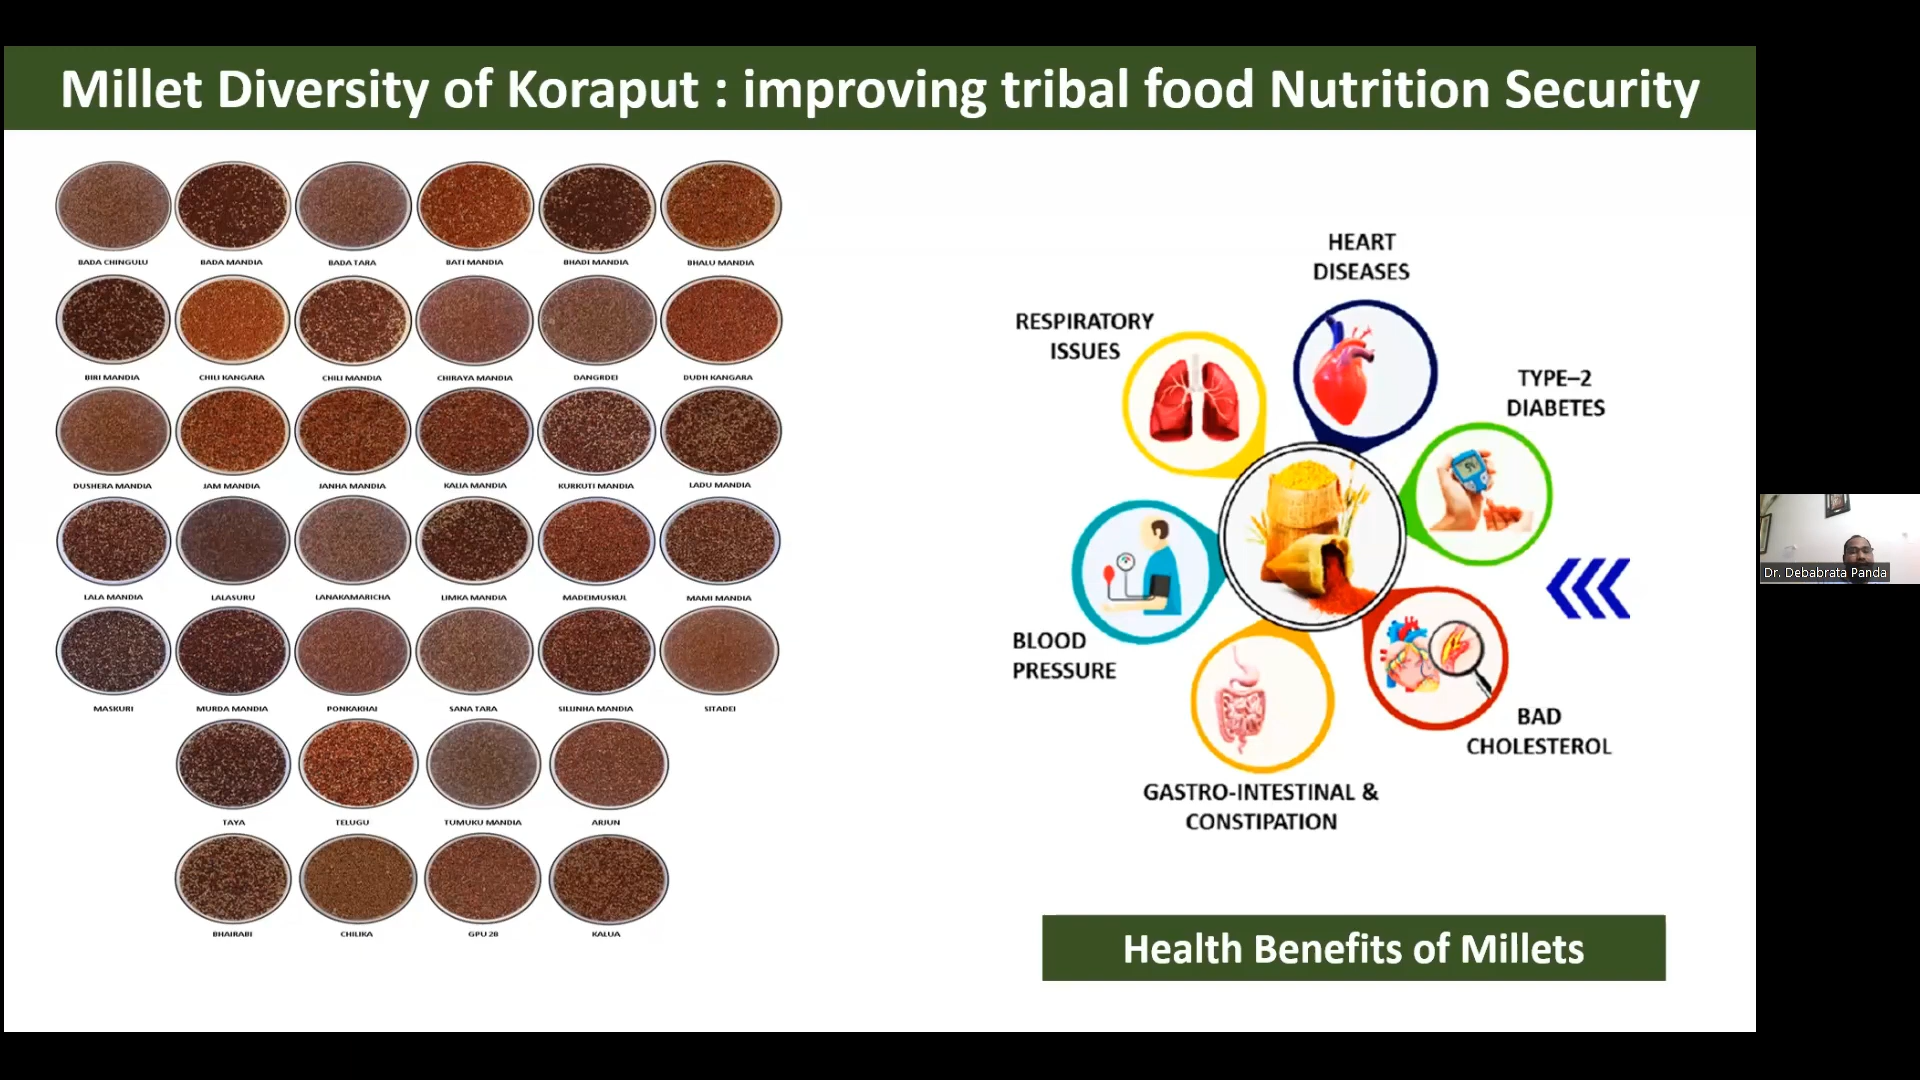 Millet Diversity of Koraput : improving tribal food Nutrition Security
BADA CHINGULU
BADA MANDIA
BADA TARA
BATI MANDIA
BHADI MANDIA
BHALU MANDIA
BIRI MANDIA
CHILI KANGARA
CHILI MANDIA
CHIRAYA MANDIA
DANGRDEI
DUDH KANGARA
DUSHERA MANDIA
JAM MANDIA
JANHA MANDIA
KALIA MANDIA
KURKUTI MANDIA
LADU MANDIA
LALA MANDIA
LALASURU
LANAKAMARICHA
LIMKA MANDIA
MADEIMUSKUL
MAMI MANDIA
MASKURI
MURDA MANDIA
PONKAKHAI
SANA TARA
SILIJNHA MANDIA
SITADEI
TAYA
TELUGU
TUMUKU MANDIA
ARJUN
BHAIRABI
CHILIKA
GPU 28
KALUA
HEART
DISEASES
RESPIRATORY
ISSUES
TYPE–2
DIABETES
BLOOD
PRESSURE
BAD
CHOLESTEROL
GASTRO-INTESTINAL &
CONSTIPATION
Health Benefits of Millets
Dr. Debabrata Panda